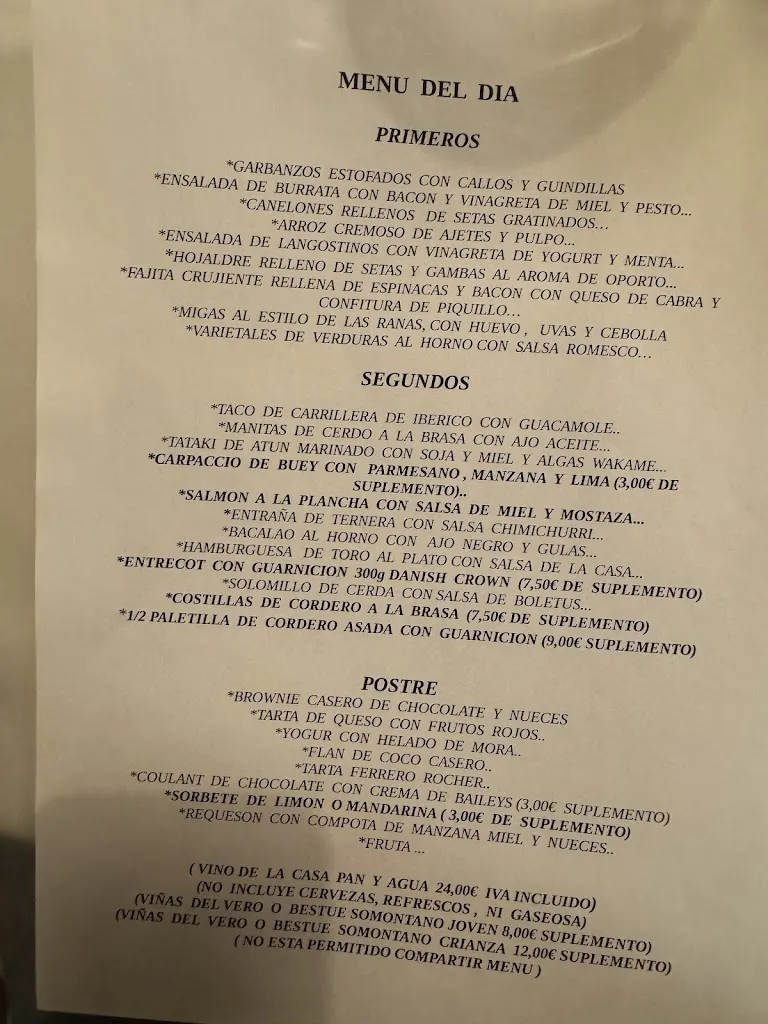 MENU DEL DIA
PRIMEROS
*GARBANZOS ESTOFADOS CON CALLOS Y GUINDILLAS
*ENSALADA DE BURRATA CON BACON Y VINAGRETA DE MIEL Y PESTO...
*CANELONES RELLENOS DE SETAS GRATINADOS...
*ARROZ CREMOSO DE AJETES Y PULPO...
*ENSALADA DE LANGOSTINOS CON VINAGRETA DE YOGURT Y MENTA...
*HOJALDRE RELLENO DE SETAS Y GAMBAS AL AROMA DE OPORTO...
*FAJITA CRUJIENTE RELLENA DE ESPINACAS Y BACON CON QUESO DE CABRA Y
CONFITURA DE PIQUILLO...
*MIGAS AL ESTILO DE LAS RANAS, CON HUEVO , UVAS Y CEBOLLA
*VARIETALES DE VERDURAS AL HORNO CON SALSA ROMESCO...
SEGUNDOS
*TACO DE CARRILLERA DE IBERICO CON GUACAMOLE..
*MANITAS DE CERDO A LA BRASA CON AJO ACEITE...
*TATAKI DE ATUN MARINADO CON SOJA Y MIEL Y ALGAS WAKAME...
*CARPACCIO DE BUEY CON PARMESANO , MANZANA Y LIMA (3,00€ DE
SUPLEMENTO)..
*SALMON A LA PLANCHA CON SALSA DE MIEL Y MOSTAZA...
*ENTRAÑA DE TERNERA CON SALSA CHIMICHURRI...
*BACALAO AL HORNO CON AJO NEGRO Y GULAS...
*HAMBURGUESA DE TORO AL PLATO CON SALSA DE LA CASA...
*ENTRECOT CON GUARNICION 300g DANISH CROWN (7,50€ DE SUPLEMENTO)
*SOLOMILLO DE CERDA CON SALSA DE BOLETUS...
*COSTILLAS DE CORDERO A LA BRASA (7,50€ DE SUPLEMENTO)
*1/2 PALETILLA DE CORDERO ASADA CON GUARNICION (9,00€ SUPLEMENTO)
POSTRE
*BROWNIE CASERO DE CHOCOLATE Y NUECES
*TARTA DE QUESO CON FRUTOS ROJOS..
*YOGUR CON HELADO DE MORA..
*FLAN DE COCO CASERO..
*TARTA FERRERO ROCHER..
*COULANT DE CHOCOLATE CON CREMA DE BAILEYS (3,00€ SUPLEMENTO)
*SORBETE DE LIMON O MANDARINA ( 3,00€ DE SUPLEMENTO)
*REQUESON CON COMPOTA DE MANZANA MIEL Y NUECES..
*FRUTA ...
( VINO DE LA CASA PAN Y AGUA 24,00€ IVA INCLUIDO)
(NO INCLUYE CERVEZAS, REFRESCOS , NI GASEOSA)
(VIÑAS DEL VERO O BESTUE SOMONTANO JOVEN 8,00€ SUPLEMENTO)
(VIÑAS DEL VERO O BESTUE SOMONTANO CRIANZA 12,00€ SUPLEMENTO)
( NO ESTA PERMITIDO COMPARTIR MENU )